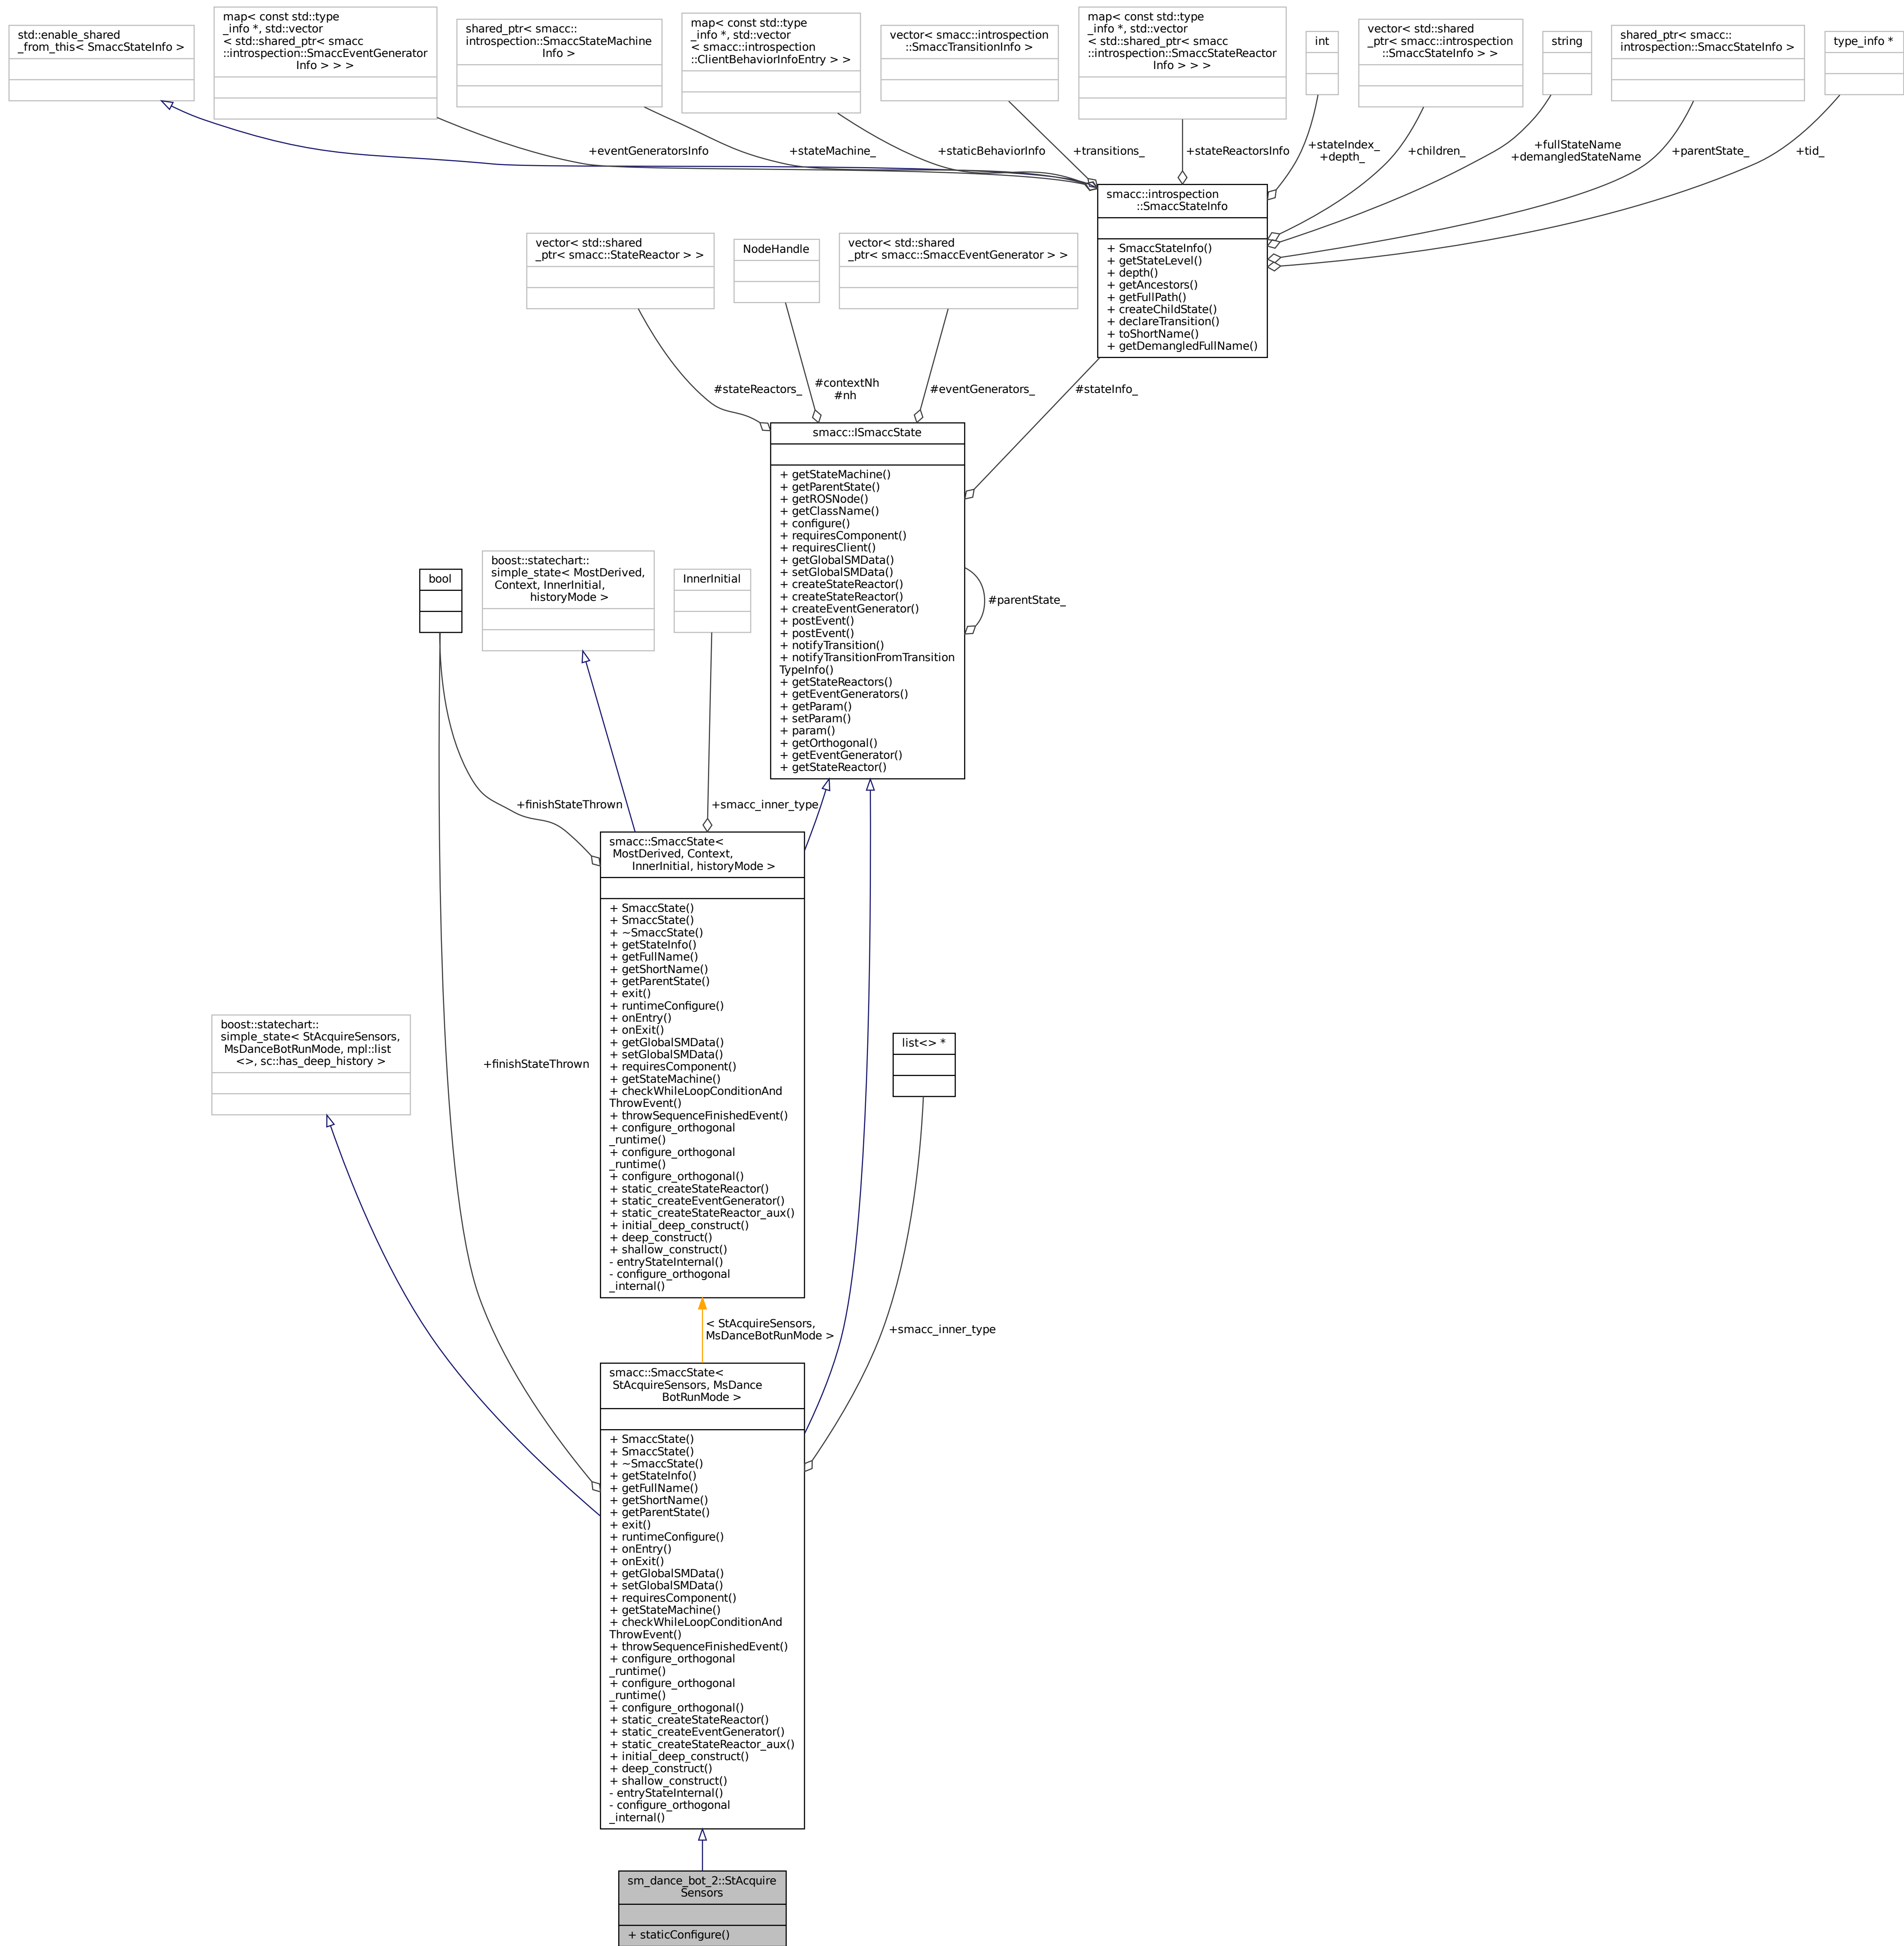 std::enable_shared
_from_this< SmaccStateInfo >
map< const std::type
_info *, std::vector
< std::shared_ptr< smacc
::introspection::SmaccEventGenerator
Info > > >
shared_ptr< smacc::
introspection::SmaccStateMachine
Info >
map< const std::type
_info *, std::vector
< smacc::introspection
::ClientBehaviorInfoEntry > >
vector< smacc::introspection
::SmaccTransitionInfo >
map< const std::type
_info *, std::vector
< std::shared_ptr< smacc
::introspection::SmaccStateReactor
Info > > >
int
vector< std::shared
_ptr< smacc::introspection
::SmaccStateInfo > >
string
shared_ptr< smacc::
introspection::SmaccStateInfo >
type_info *
+eventGeneratorsInfo
+stateMachine_
+staticBehaviorInfo
+transitions_
+stateReactorsInfo
+stateIndex_
+depth_
+children_
+fullStateName
+demangledStateName
+parentState_
+tid_
smacc::introspection
::SmaccStateInfo
+ SmaccStateInfo()
+ getStateLevel()
+ depth()
+ getAncestors()
+ getFullPath()
+ createChildState()
+ declareTransition()
+ toShortName()
+ getDemangledFullName()
vector< std::shared
_ptr< smacc::StateReactor > >
NodeHandle
vector< std::shared
_ptr< smacc::SmaccEventGenerator > >
#stateReactors_
#contextNh
#nh
#eventGenerators_
#stateInfo_
smacc::ISmaccState
+ getStateMachine()
+ getParentState()
+ getROSNode()
+ getClassName()
+ configure()
+ requiresComponent()
+ requiresClient()
+ getGlobalSMData()
+ setGlobalSMData()
+ createStateReactor()
+ createStateReactor()
+ createEventGenerator()
+ postEvent()
+ postEvent()
+ notifyTransition()
+ notifyTransitionFromTransition
TypeInfo()
+ getStateReactors()
+ getEventGenerators()
+ getParam()
+ setParam()
+ param()
+ getOrthogonal()
+ getEventGenerator()
+ getStateReactor()
#parentState_
bool
boost::statechart::
simple_state< MostDerived,
Context, InnerInitial,
historyMode >
InnerInitial
+finishStateThrown
+smacc_inner_type
smacc::SmaccState<
MostDerived, Context,
InnerInitial, historyMode >
+ SmaccState()
+ SmaccState()
+ ~SmaccState()
+ getStateInfo()
+ getFullName()
+ getShortName()
+ getParentState()
+ exit()
+ runtimeConfigure()
+ onEntry()
+ onExit()
+ getGlobalSMData()
+ setGlobalSMData()
+ requiresComponent()
+ getStateMachine()
+ checkWhileLoopConditionAnd
ThrowEvent()
+ throwSequenceFinishedEvent()
+ configure_orthogonal
_runtime()
+ configure_orthogonal
_runtime()
+ configure_orthogonal()
+ static_createStateReactor()
+ static_createEventGenerator()
+ static_createStateReactor_aux()
+ initial_deep_construct()
+ deep_construct()
+ shallow_construct()
- entryStateInternal()
- configure_orthogonal
_internal()
boost::statechart::
simple_state< StAcquireSensors,
MsDanceBotRunMode, mpl::list
<>, sc::has_deep_history >
+finishStateThrown
list<> *
< StAcquireSensors,
MsDanceBotRunMode >
+smacc_inner_type
smacc::SmaccState<
StAcquireSensors, MsDance
BotRunMode >
+ SmaccState()
+ SmaccState()
+ ~SmaccState()
+ getStateInfo()
+ getFullName()
+ getShortName()
+ getParentState()
+ exit()
+ runtimeConfigure()
+ onEntry()
+ onExit()
+ getGlobalSMData()
+ setGlobalSMData()
+ requiresComponent()
+ getStateMachine()
+ checkWhileLoopConditionAnd
ThrowEvent()
+ throwSequenceFinishedEvent()
+ configure_orthogonal
_runtime()
+ configure_orthogonal
_runtime()
+ configure_orthogonal()
+ static_createStateReactor()
+ static_createEventGenerator()
+ static_createStateReactor_aux()
+ initial_deep_construct()
+ deep_construct()
+ shallow_construct()
- entryStateInternal()
- configure_orthogonal
_internal()
sm_dance_bot_2::StAcquire
Sensors
+ staticConfigure()